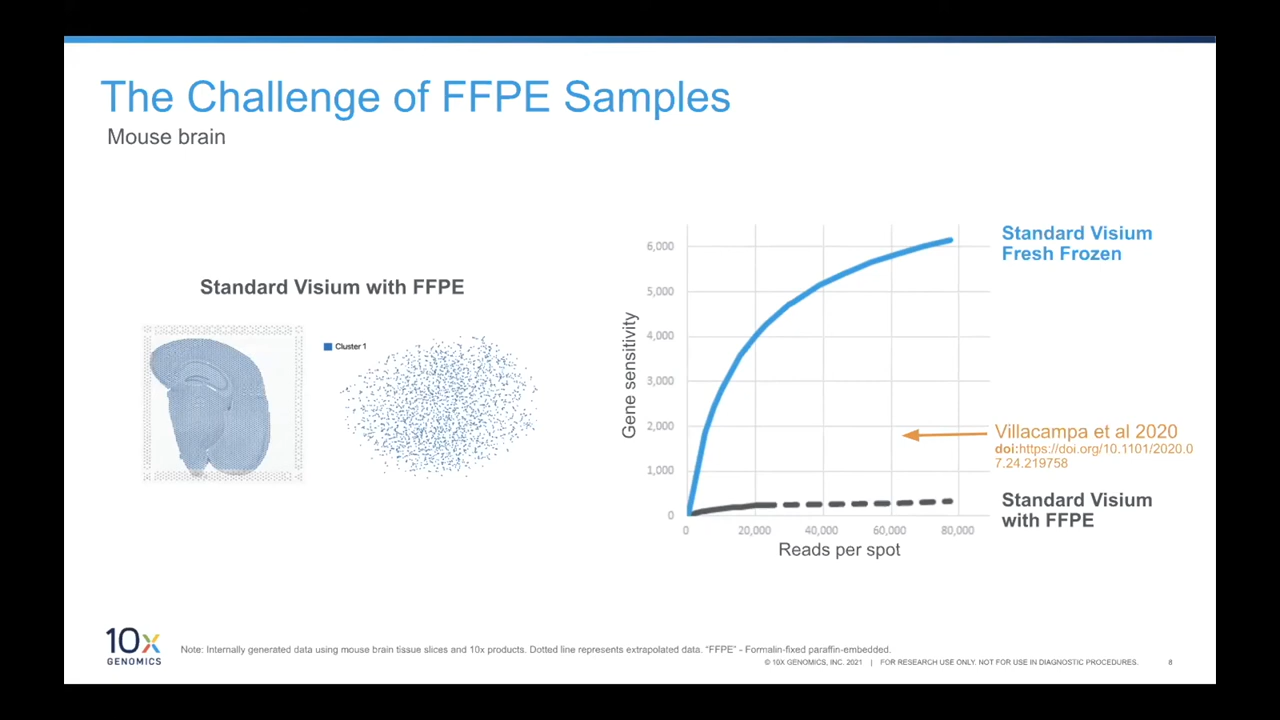 The Challenge of FFPE Samples
Mouse brain
Standard Visium with FFPE
Cluster 1
Gene sensitivity
6,000
5,000
4,000
3,000
2,000
1,000
0
0
20,000
40,000
60,000
80,000
Reads per spot
Standard Visium
Fresh Frozen
Villacampa et al 2020
doi:https://doi.org/10.1101/2020.0
7.24.219758
Standard Visium
with FFPE
10x
GENOMICS
Note: Internally generated data using mouse brain tissue slices and 10x products. Dotted line represents extrapolated data. “FFPE” - Formalin-fixed paraffin-embedded.
© 10X GENOMICS, INC. 2021 | FOR RESEARCH USE ONLY. NOT FOR USE IN DIAGNOSTIC PROCEDURES. 8